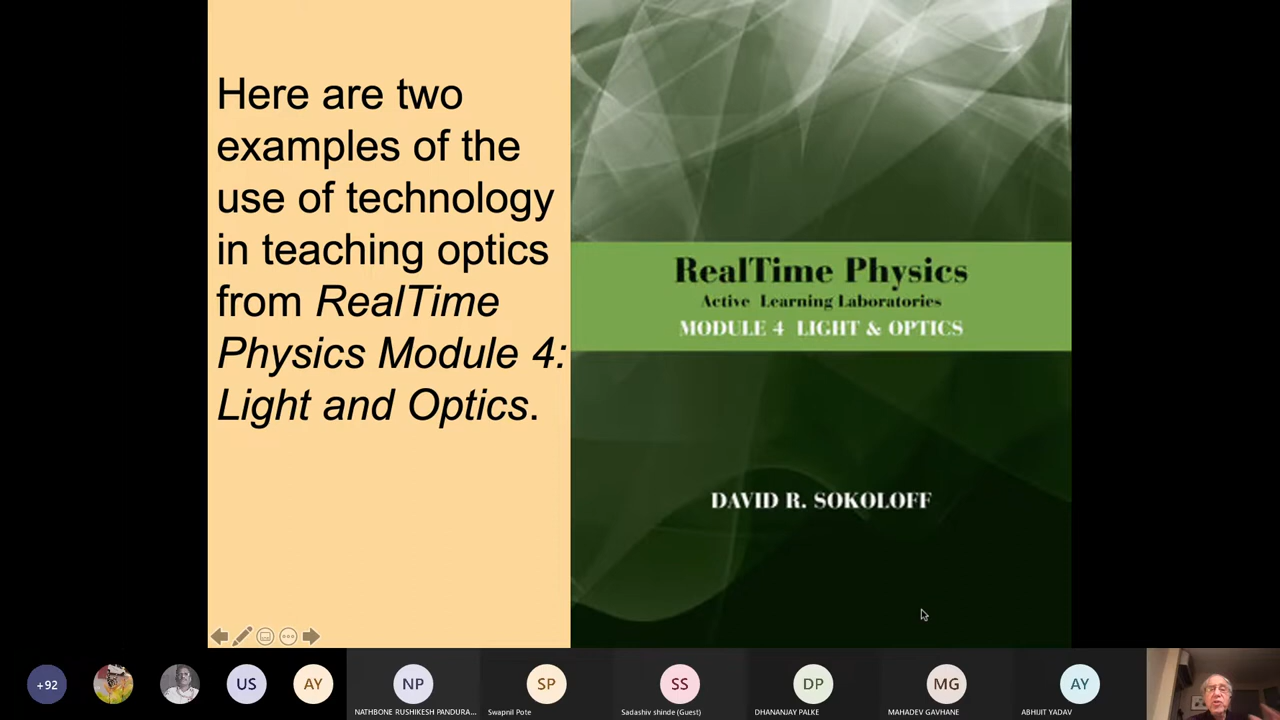 Here are two
examples of the
use of technology
in teaching optics
from RealTime
Physics Module 4:
Light and Optics.
RealTime Physics
Active Learning Laboratories
MODULE 4 LIGHT & OPTICS
DAVID R. SOKOLOFF
+92
US
AY
NP
SP
SS
DP
MG
AY
NATHBONE RUSHIKESH PANDURA...
Swapnil Pote
Sadashiv shinde (Guest)
DHANANJAY PALKE
MAHADEV GAVHANE
ABHIJIT YADAV